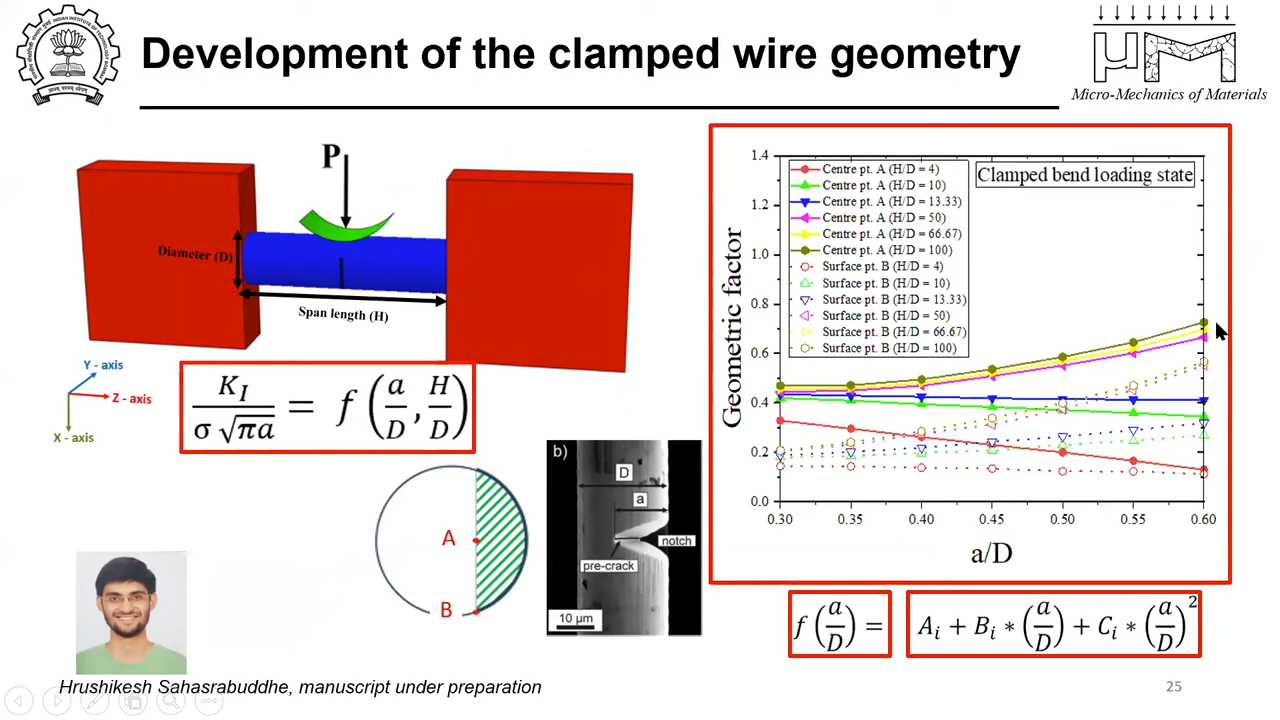 Development of the clamped wire geometry
µM
Micro-Mechanics of Materials
P
Diameter (D)
Span length (H)
Y - axis
Z - axis
X - axis
K_I / σ √πa = f (a/D, H/D)
A
B
b)
D
a
notch
pre-crack
10 µm
Clamped bend loading state
Centre pt. A (H/D = 4)
Centre pt. A (H/D = 10)
Centre pt. A (H/D = 13.33)
Centre pt. A (H/D = 50)
Centre pt. A (H/D = 66.67)
Centre pt. A (H/D = 100)
Surface pt. B (H/D = 4)
Surface pt. B (H/D = 10)
Surface pt. B (H/D = 13.33)
Surface pt. B (H/D = 50)
Surface pt. B (H/D = 66.67)
Surface pt. B (H/D = 100)
Geometric factor
1.4
1.2
1.0
0.8
0.6
0.4
0.2
0.0
0.30 0.35 0.40 0.45 0.50 0.55 0.60
a/D
f (a/D) = A_i + B_i * (a/D) + C_i * (a/D)²
Hrushikesh Sahasrabuddhe, manuscript under preparation
25